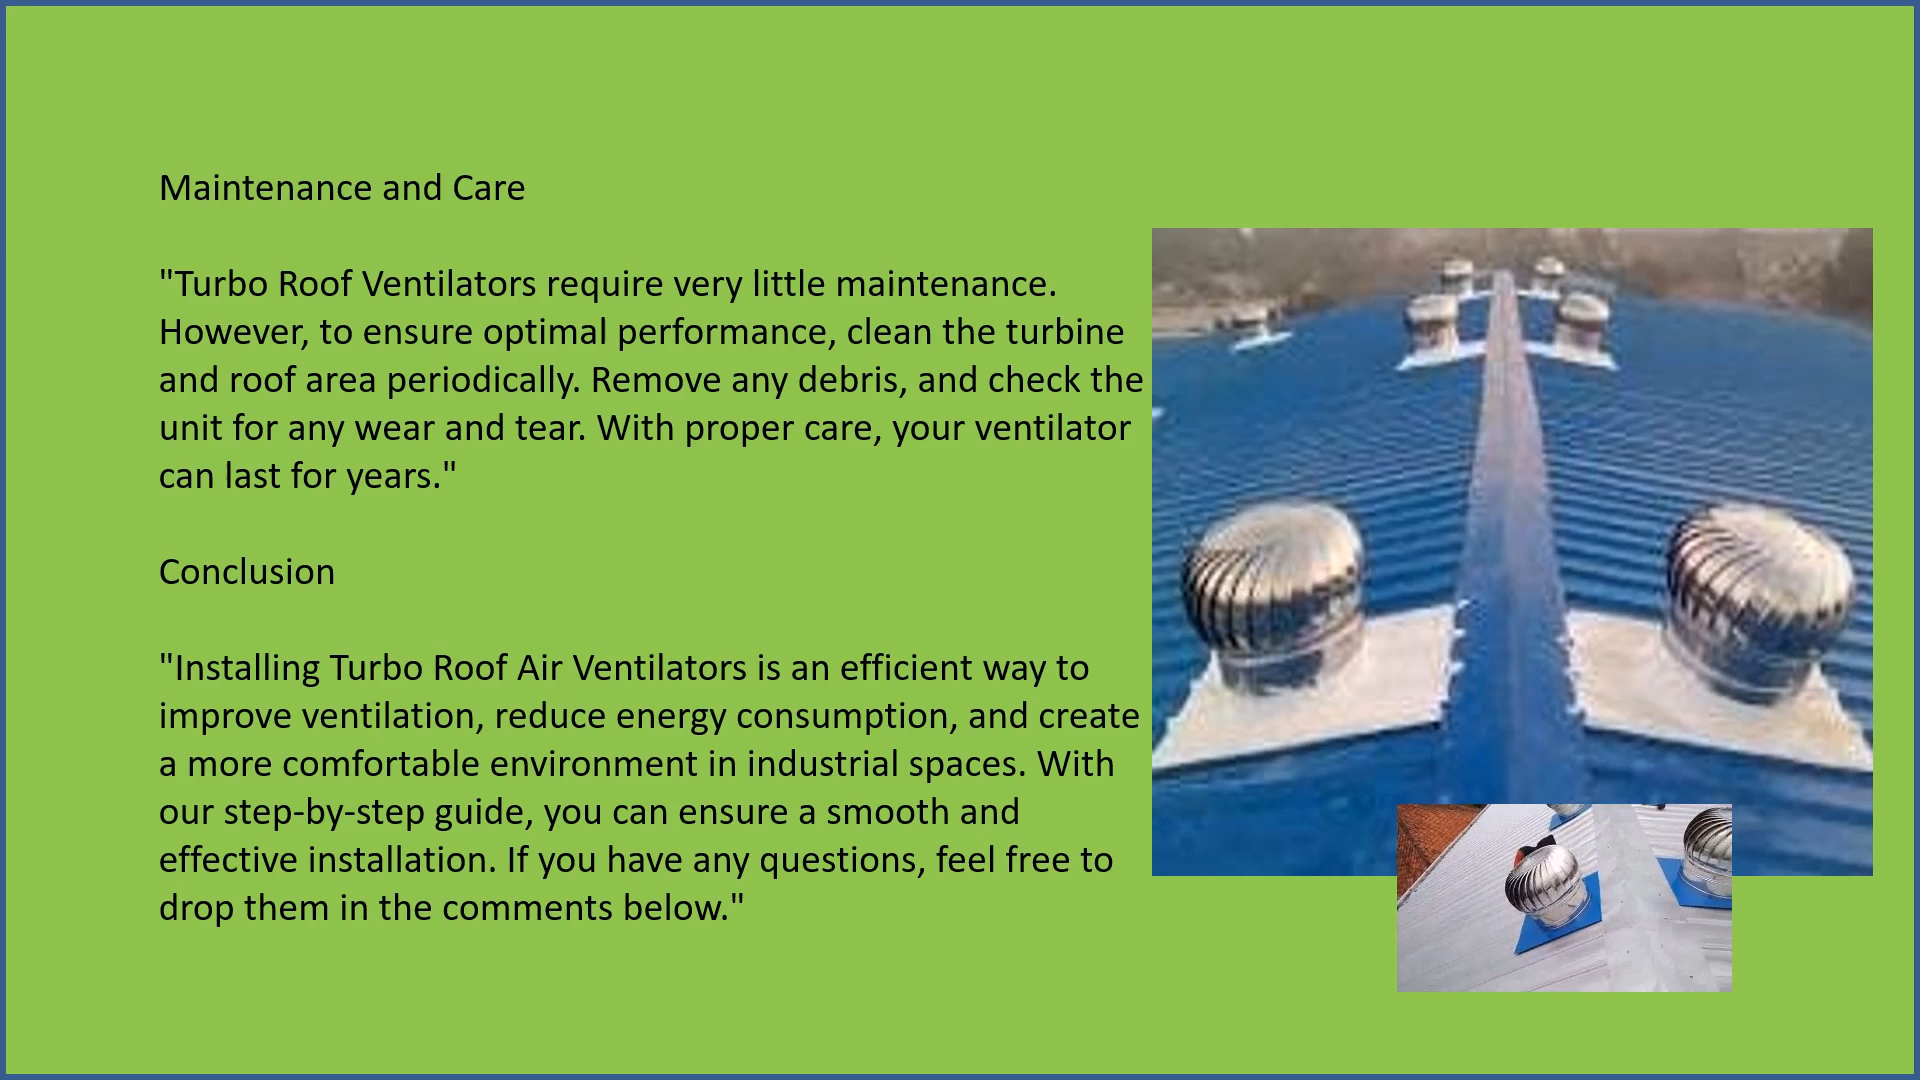 Maintenance and Care
"Turbo Roof Ventilators require very little maintenance.
However, to ensure optimal performance, clean the turbine
and roof area periodically. Remove any debris, and check the
unit for any wear and tear. With proper care, your ventilator
can last for years."
Conclusion
"Installing Turbo Roof Air Ventilators is an efficient way to
improve ventilation, reduce energy consumption, and create
a more comfortable environment in industrial spaces. With
our step-by-step guide, you can ensure a smooth and
effective installation. If you have any questions, feel free to
drop them in the comments below."